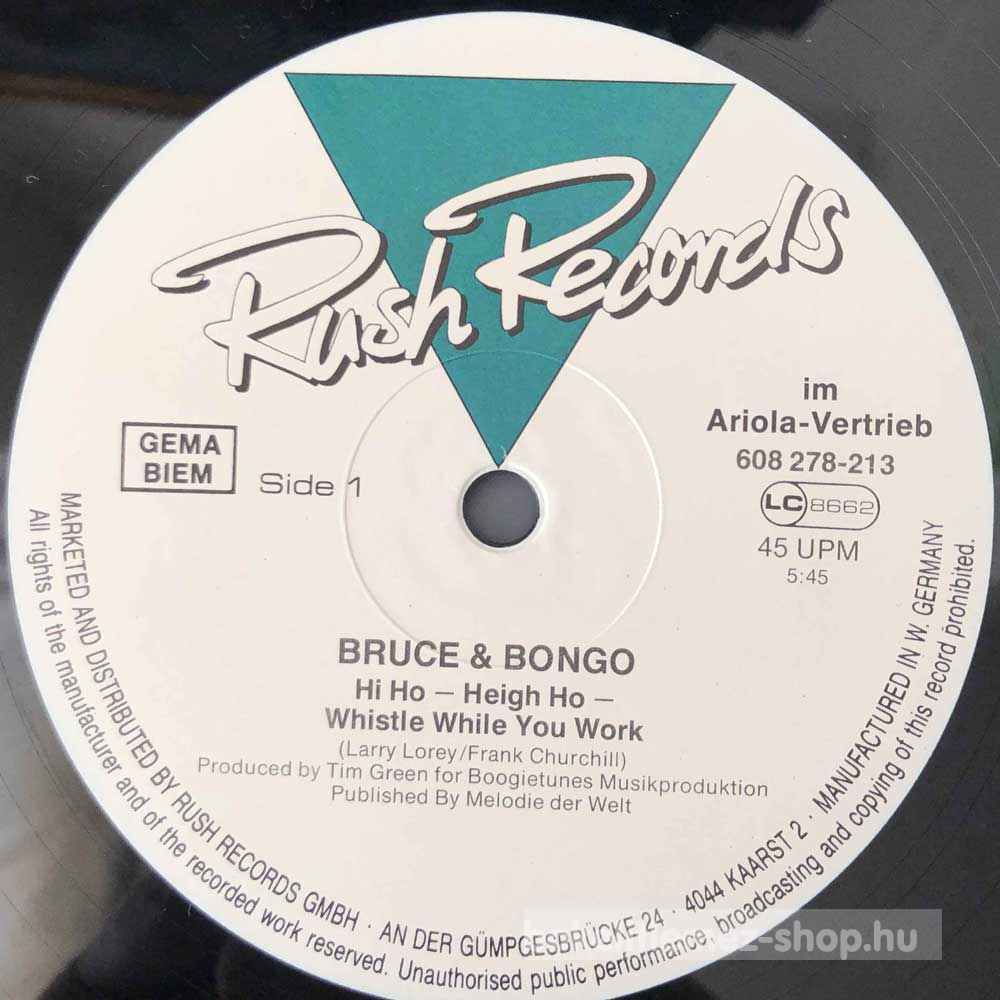 Rush Records
im
Ariola-Vertrieb
608 278-213
LC 8662
45 UPM
5:45
GEMA
BIEM
Side 1
BRUCE & BONGO
Hi Ho – Heigh Ho –
Whistle While You Work
(Larry Lorey/Frank Churchill)
Produced by Tim Green for Boogietunes Musikproduktion
Published By Melodie der Welt
MARKETED AND DISTRIBUTED BY RUSH RECORDS GMBH · AN DER GÜMPGESBRÜCKE 24 · 4044 KAARST 2 · MANUFACTURED IN W. GERMANY
All rights of the manufacturer and of the recorded work reserved. Unauthorised public performance, broadcasting and copying of this record prohibited.
-shop.hu